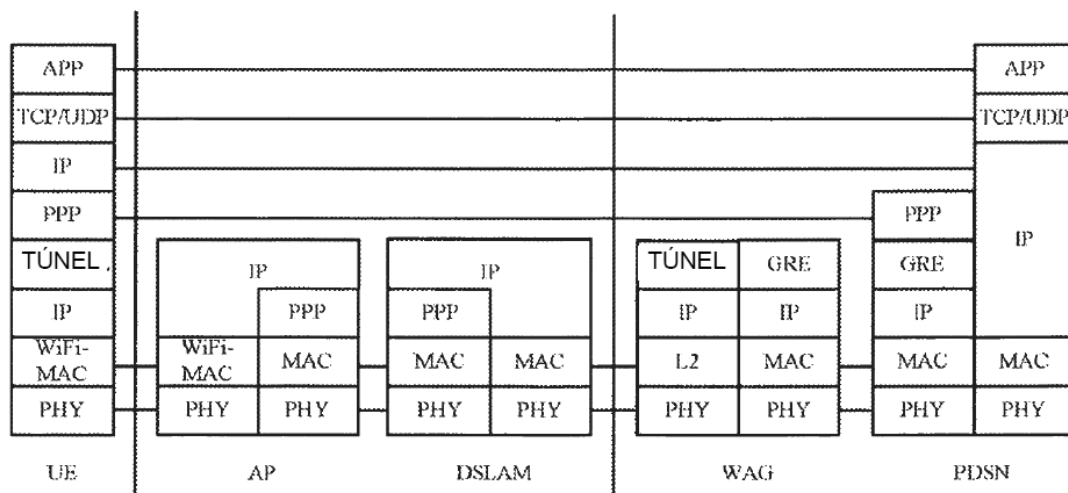 APP
APP
TCP/UDP
TCP/UDP
IP
PPP
PPP
IP
TÚNEL
IP
IP
TÚNEL
GRE
GRE
IP
PPP
PPP
IP
IP
IP
WiFi-
MAC
WiFi-
MAC
MAC
MAC
MAC
L2
MAC
MAC
MAC
PHY
PHY
PHY
PHY
PHY
PHY
PHY
PHY
PHY
UE
AP
DSLAM
WAG
PDSN